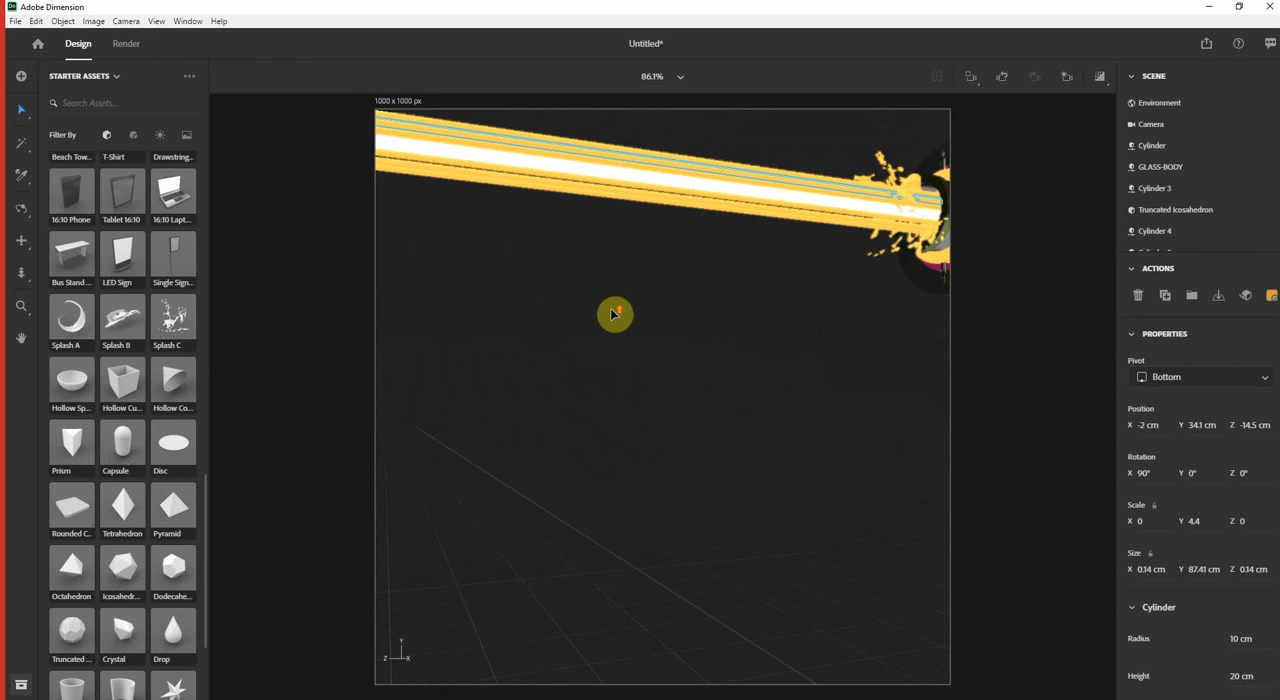 Dn Adobe Dimension
File Edit Object Image Camera View Window Help
Design Render Untitled*
STARTER ASSETS
86.1%
Search Assets...
Filter By
Beach Tow... T-Shirt Drawstring...
16:10 Phone Tablet 16:10 16:10 Lapt...
Bus Stand ... LED Sign Single Sign...
Splash A Splash B Splash C
Hollow Sp... Hollow Cu... Hollow Co...
Prism Capsule Disc
Rounded C.. Tetrahedron Pyramid
Octahedron Icosahedr... Dodecahe...
Truncated ... Crystal Drop
1000 x 1000 px
Y
Z X
SCENE
Environment
Camera
Cylinder
GLASS-BODY
Cylinder 3
Truncated Icosahedron
Cylinder 4
ACTIONS
PROPERTIES
Pivot
Bottom
Position
X -2 cm Y 34.1 cm Z -14.5 cm
Rotation
X 90° Y 0° Z 0°
Scale
X 0 Y 4.4 Z 0
Size
X 0.14 cm Y 87.41 cm Z 0.14 cm
Cylinder
Radius 10 cm
Height 20 cm